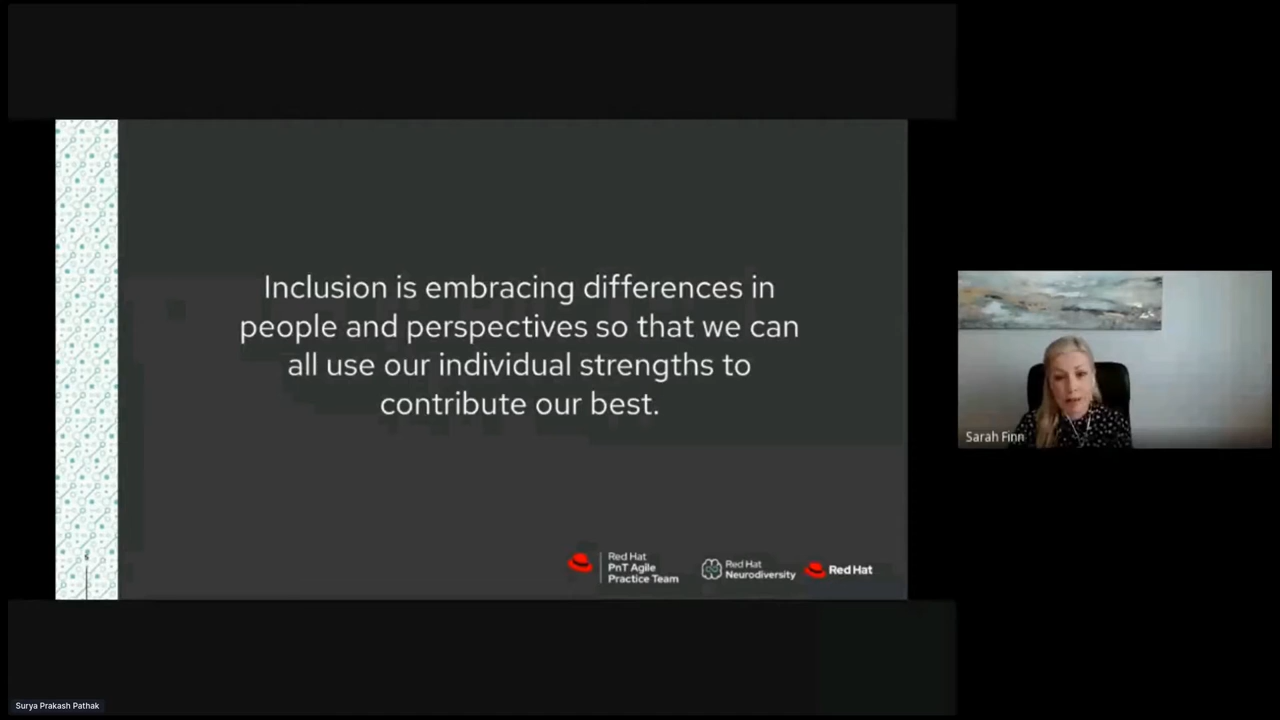 Inclusion is embracing differences in
people and perspectives so that we can
all use our individual strengths to
contribute our best.
Red Hat
PnT Agile
Practice Team
Red Hat
Neurodiversity
Red Hat
Sarah Finn
Surya Prakash Pathak